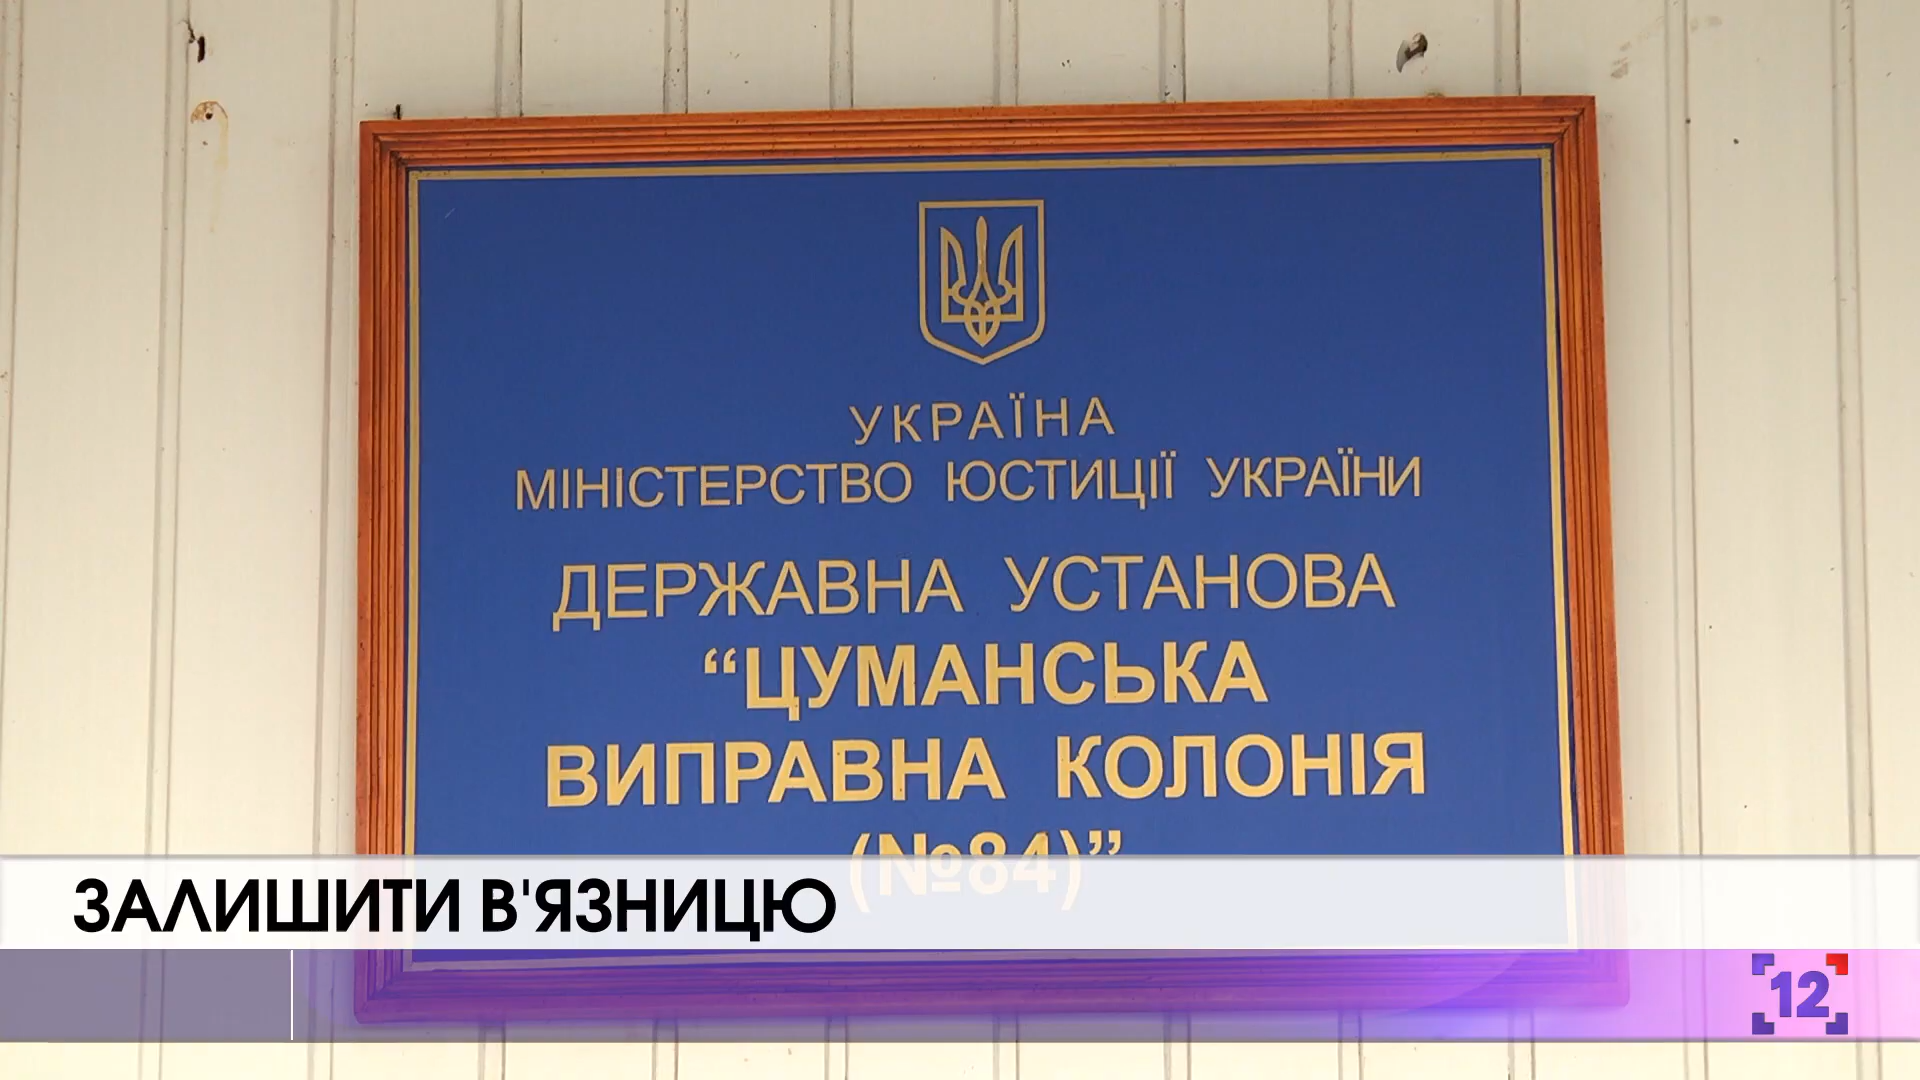 УКРАЇНА
МІНІСТЕРСТВО ЮСТИЦІЇ УКРАЇНИ
ДЕРЖАВНА УСТАНОВА
“ЦУМАНСЬКА
ВИПРАВНА КОЛОНІЯ
(№84)”
ЗАЛИШИТИ В'ЯЗНИЦЮ
12